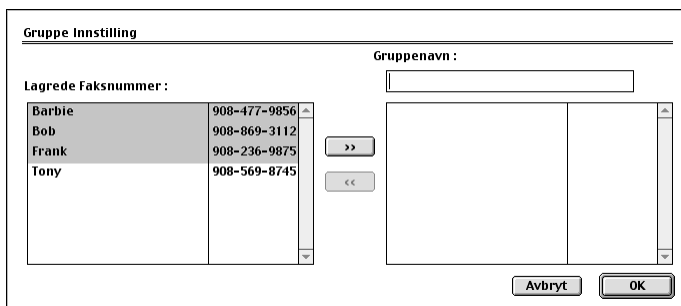 Gruppe Innstilling
Gruppenavn :
Lagrede Faksnummer :
Barbie 908-477-9856
Bob 908-869-3112
Frank 908-236-9875
Tony 908-569-8745
>>
<<
Avbryt OK